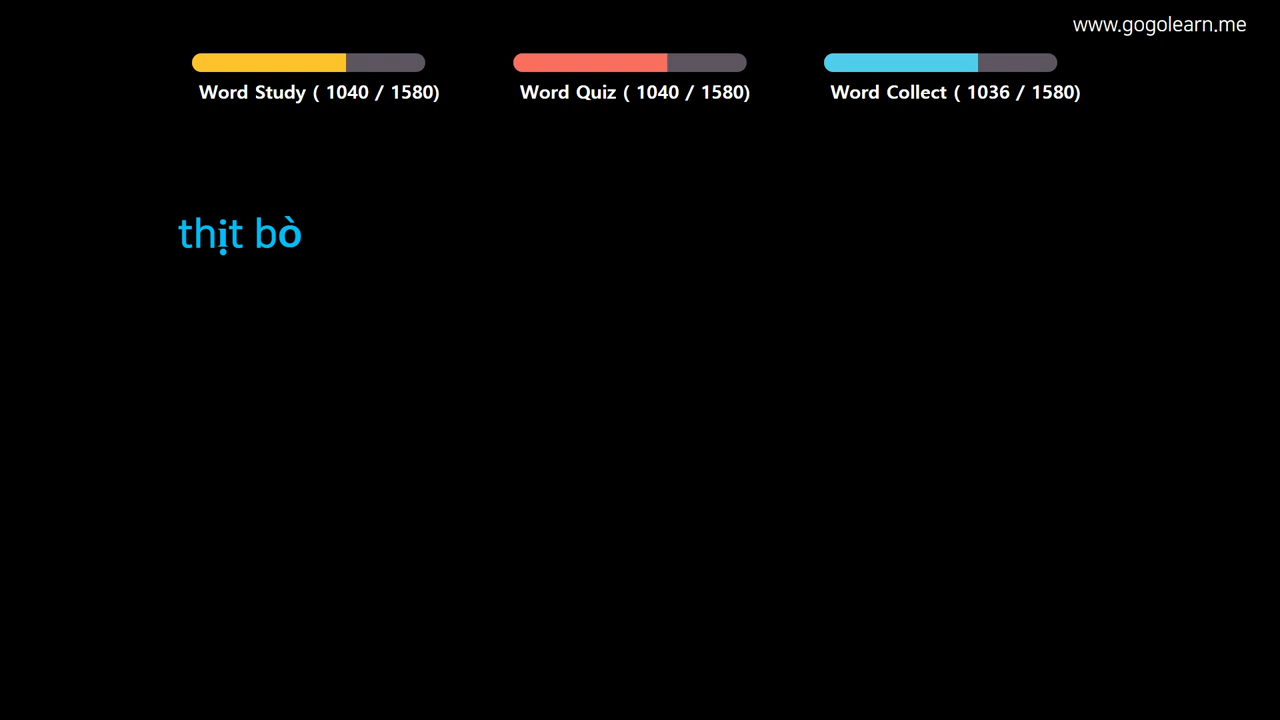 www.gogolearn.me
Word Study ( 1040 / 1580)
Word Quiz ( 1040 / 1580)
Word Collect ( 1036 / 1580)
thịt bò